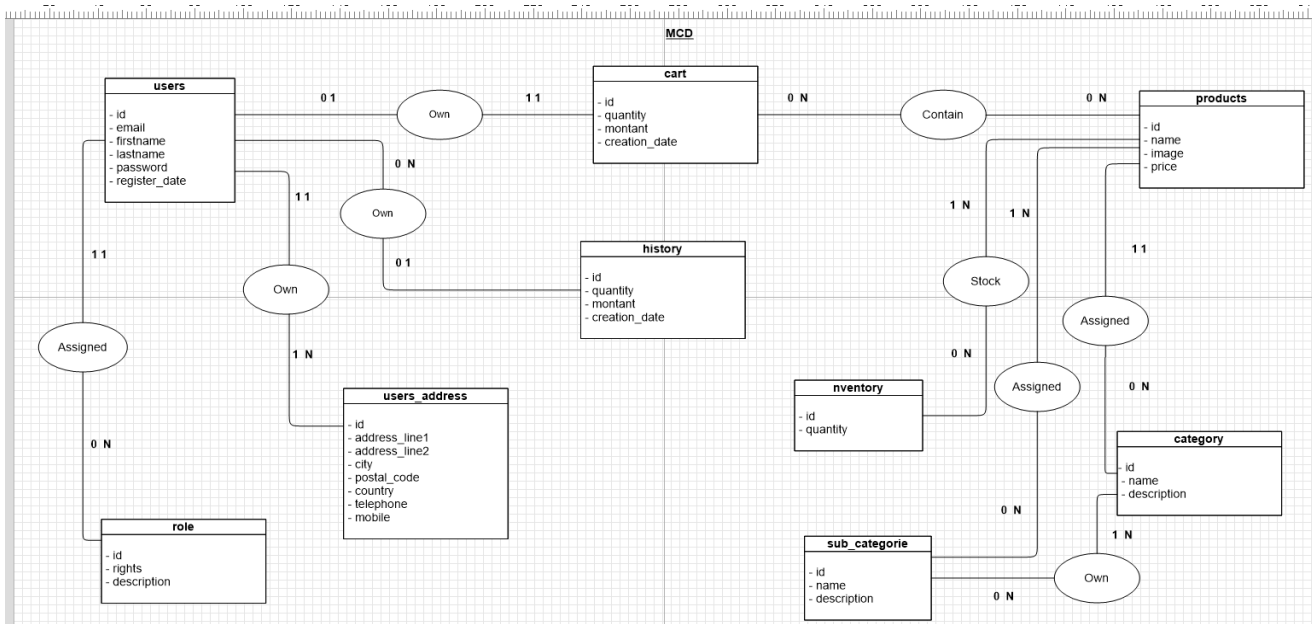 MCD
users
- id
- email
- firstname
- lastname
- password
- register_date
0 1
Own
1 1
cart
- id
- quantity
- montant
- creation_date
0 N
Contain
0 N
products
- id
- name
- image
- price
0 N
Own
0 1
history
- id
- quantity
- montant
- creation_date
1 1
Own
1 N
users_address
- id
- address_line1
- address_line2
- city
- postal_code
- country
- telephone
- mobile
1 1
Assigned
0 N
role
- id
- rights
- description
1 N
Stock
0 N
nventory
- id
- quantity
1 N
Assigned
0 N
sub_categorie
- id
- name
- description
1 1
Assigned
0 N
category
- id
- name
- description
1 N
Own
0 N